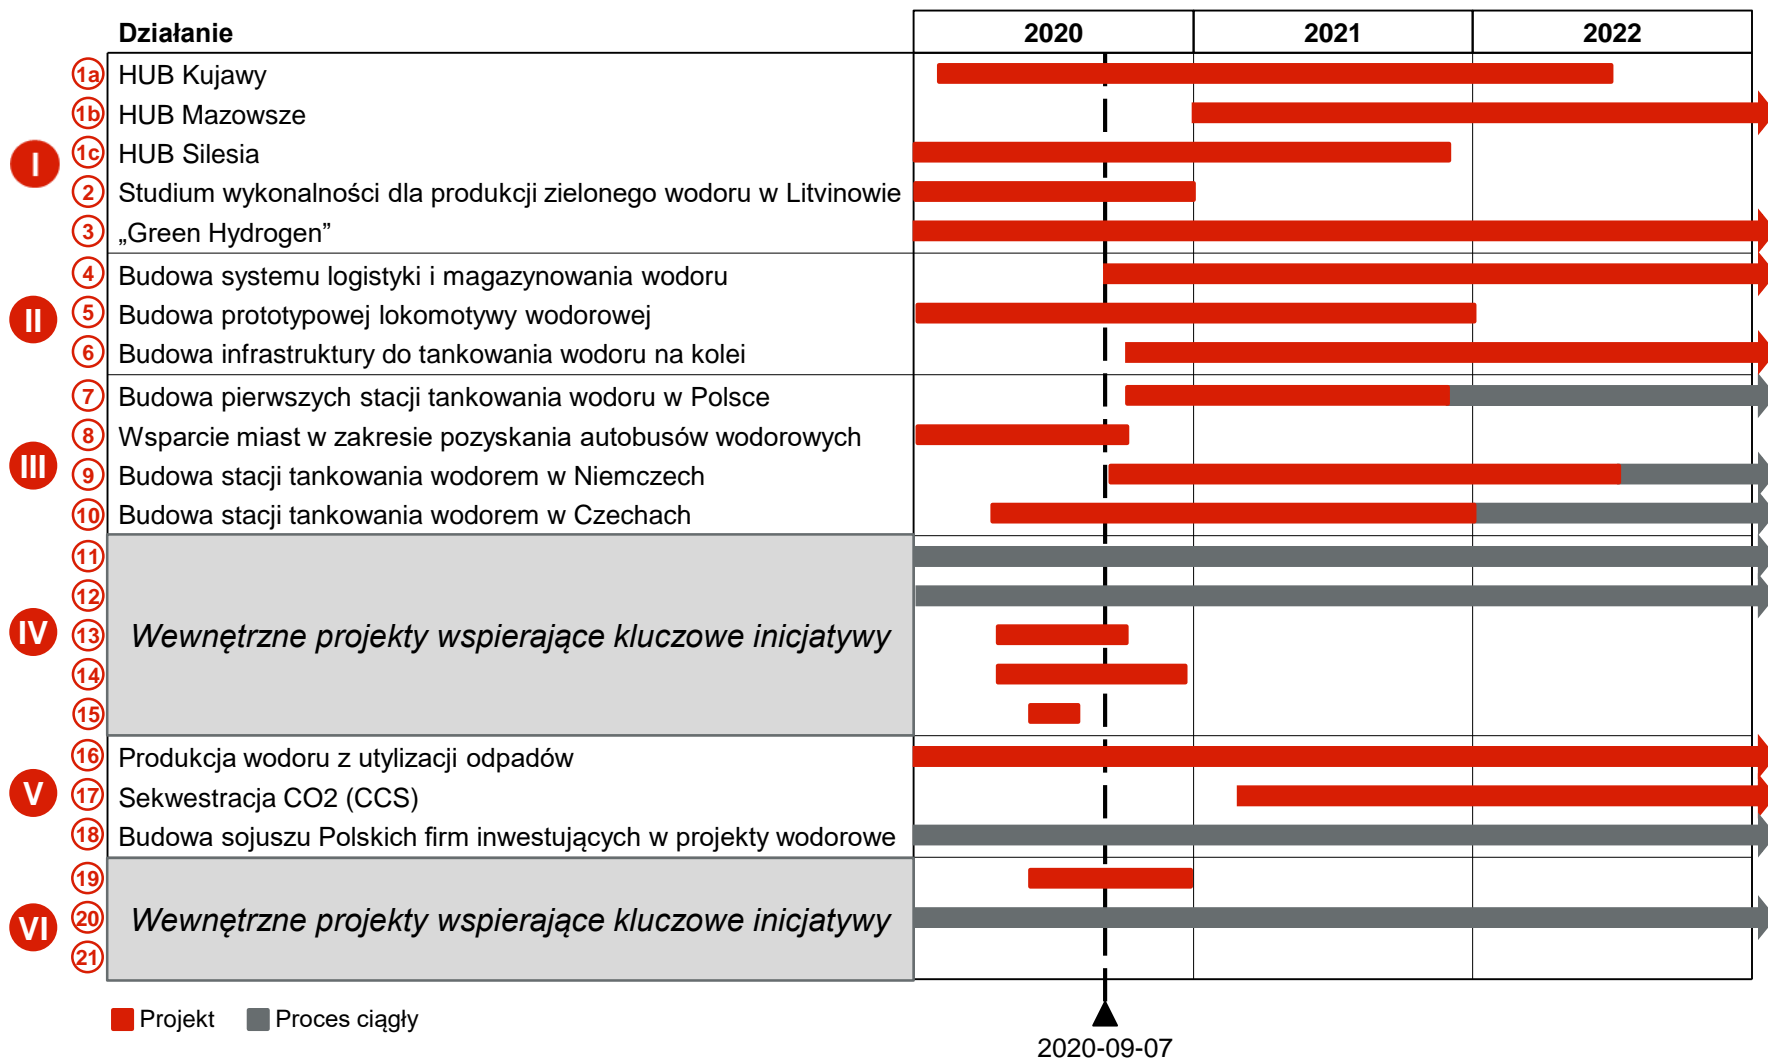 Działanie 2020 2021 2022
I
1a HUB Kujawy
1b HUB Mazowsze
1c HUB Silesia
2 Studium wykonalności dla produkcji zielonego wodoru w Litvinowie
3 „Green Hydrogen”
II
4 Budowa systemu logistyki i magazynowania wodoru
5 Budowa prototypowej lokomotywy wodorowej
6 Budowa infrastruktury do tankowania wodoru na kolei
III
7 Budowa pierwszych stacji tankowania wodoru w Polsce
8 Wsparcie miast w zakresie pozyskania autobusów wodorowych
9 Budowa stacji tankowania wodorem w Niemczech
10 Budowa stacji tankowania wodorem w Czechach
IV
11
12
13 Wewnętrzne projekty wspierające kluczowe inicjatywy
14
15
V
16 Produkcja wodoru z utylizacji odpadów
17 Sekwestracja CO2 (CCS)
18 Budowa sojuszu Polskich firm inwestujących w projekty wodorowe
VI
19
20 Wewnętrzne projekty wspierające kluczowe inicjatywy
21
Projekt Proces ciągły
2020-09-07